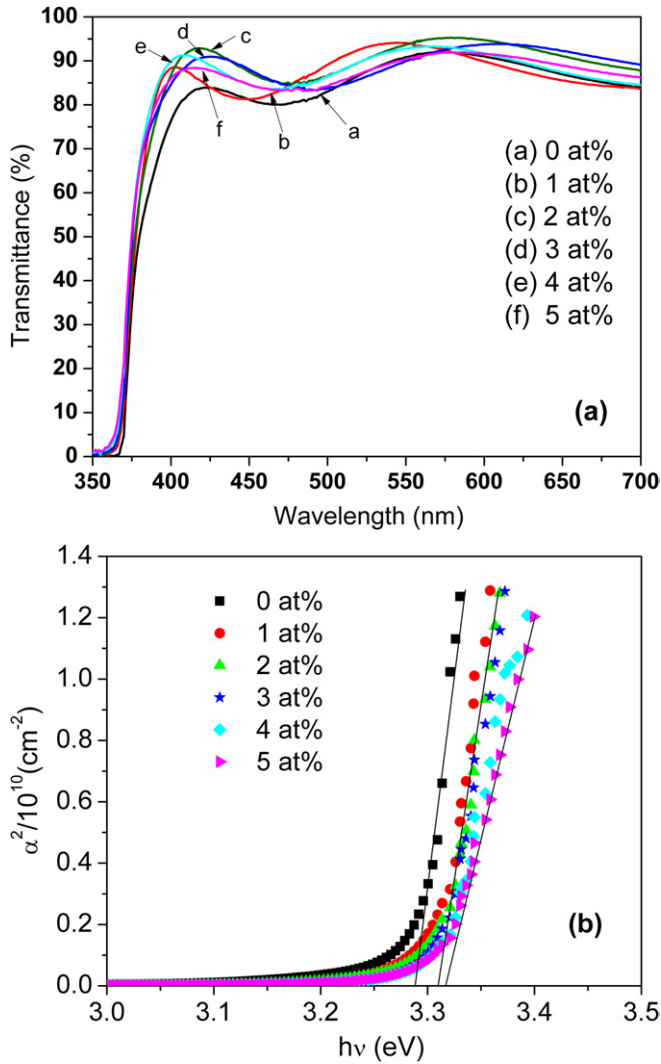 100
90
80
70
60
50
40
30
20
10
0
Transmittance (%)
e
d
c
f
b
a
(a) 0 at%
(b) 1 at%
(c) 2 at%
(d) 3 at%
(e) 4 at%
(f) 5 at%
(a)
350 400 450 500 550 600 650 700
Wavelength (nm)
1.4
1.2
1.0
0.8
0.6
0.4
0.2
0.0
α²/10¹⁰(cm⁻²)
0 at%
1 at%
2 at%
3 at%
4 at%
5 at%
(b)
3.0 3.1 3.2 3.3 3.4 3.5
hν (eV)